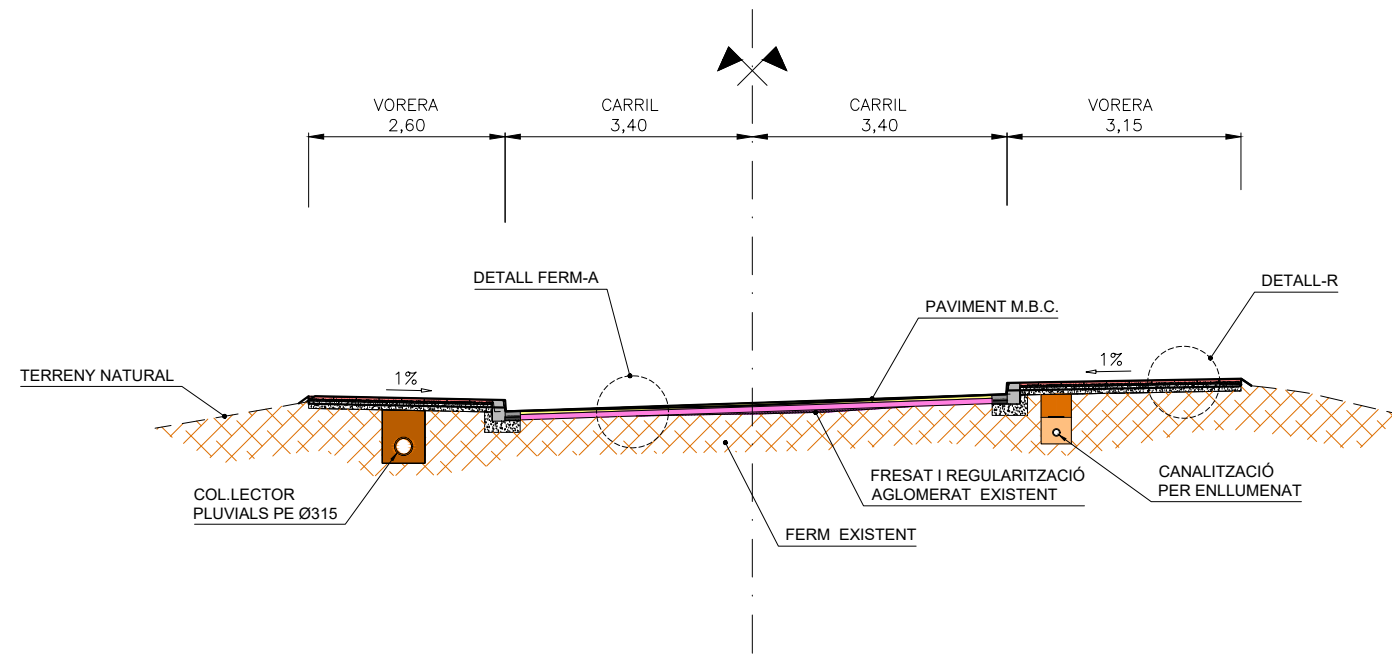 VORERA
2,60
CARRIL
3,40
CARRIL
3,40
VORERA
3,15
DETALL FERM-A
DETALL-R
PAVIMENT M.B.C.
TERRENY NATURAL
1%
1%
COL.LECTOR
PLUVIALS PE Ø315
FRESAT I REGULARITZACIÓ
AGLOMERAT EXISTENT
CANALITZACIÓ
PER ENLLUMENAT
FERM EXISTENT